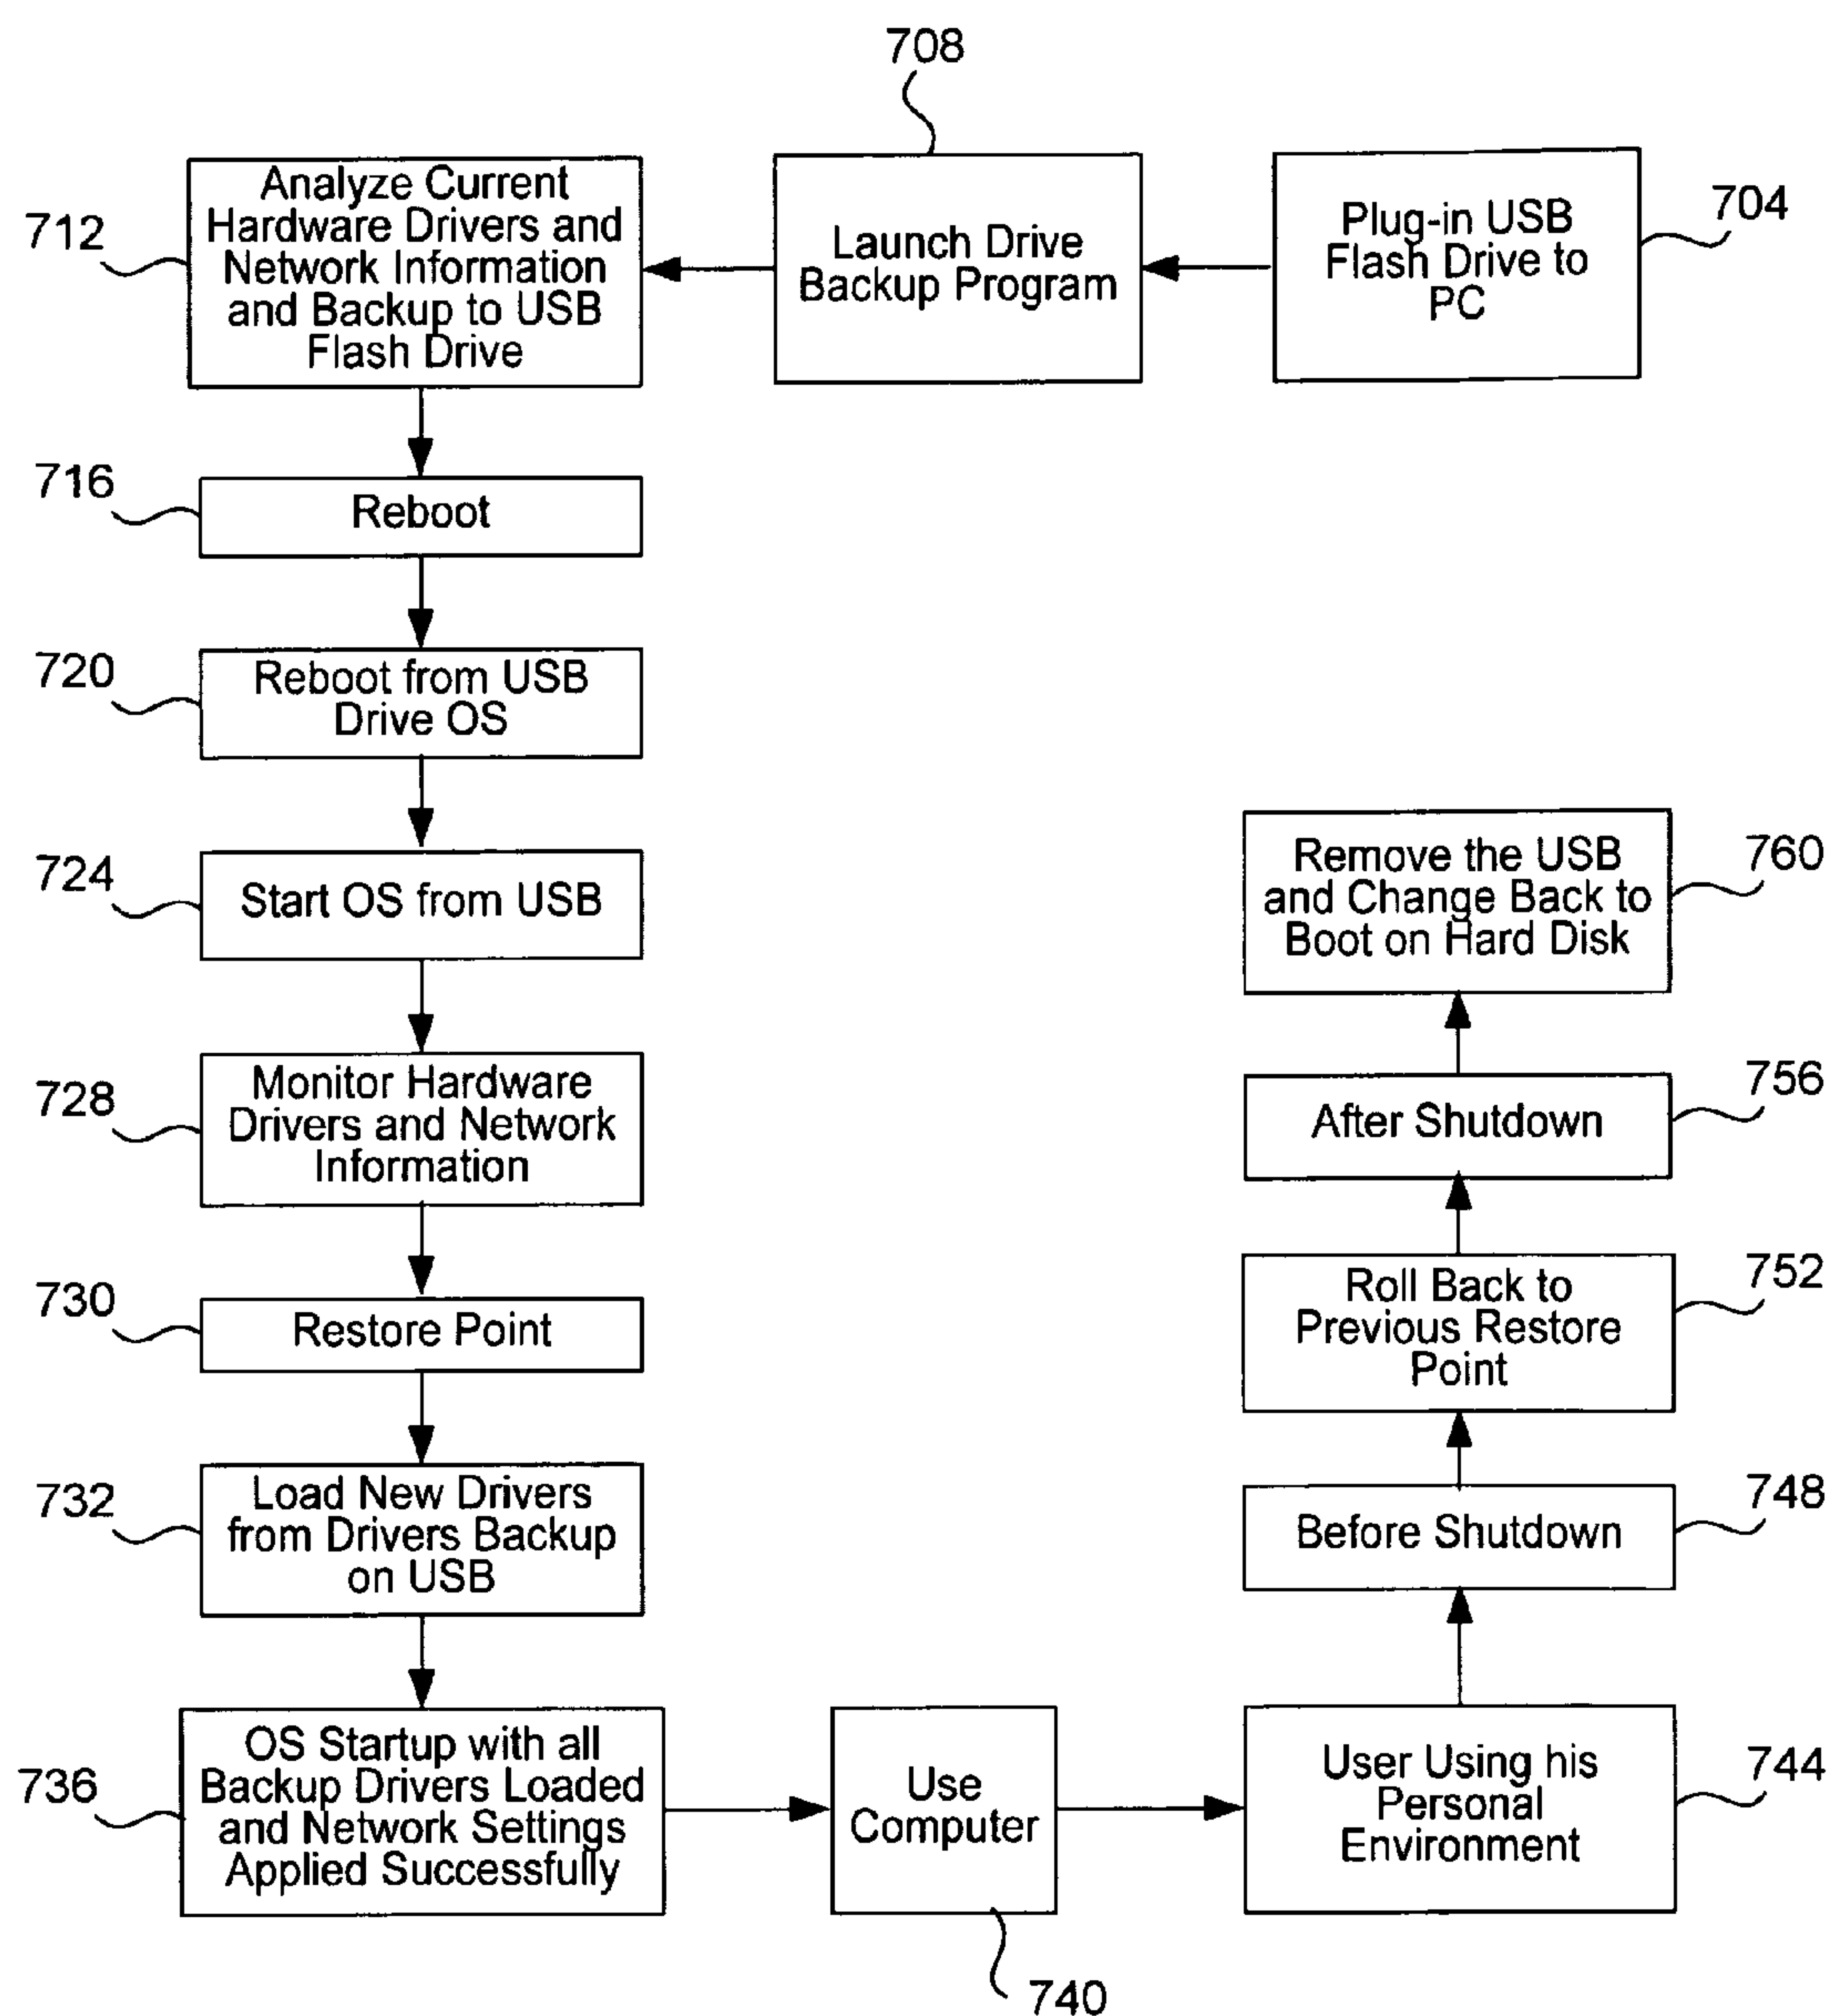 708
Analyze Current
Hardware Drivers and
Network Information
and Backup to USB
Flash Drive
712
Launch Drive
Backup Program
Plug-in USB
Flash Drive to
PC
704
716
Reboot
720
Reboot from USB
Drive OS
724
Start OS from USB
728
Monitor Hardware
Drivers and Network
Information
730
Restore Point
732
Load New Drivers
from Drivers Backup
on USB
736
OS Startup with all
Backup Drivers Loaded
and Network Settings
Applied Successfully
Use
Computer
740
User Using his
Personal
Environment
744
Before Shutdown
748
Roll Back to
Previous Restore
Point
752
After Shutdown
756
Remove the USB
and Change Back to
Boot on Hard Disk
760